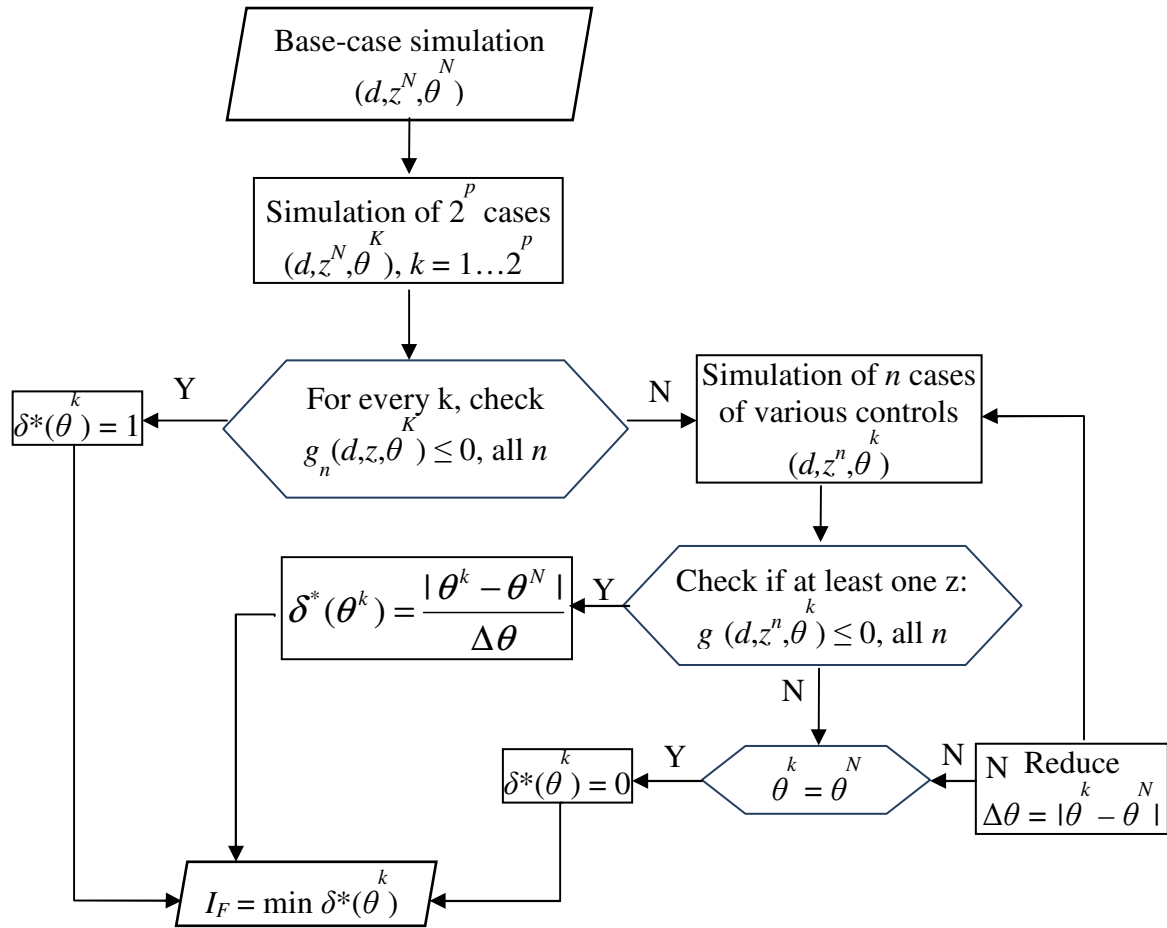 Base-case simulation
(d,z^N,θ^N)
Simulation of 2^p cases
(d,z^N,θ^K), k = 1…2^p
Y
δ*(θ^k) = 1
For every k, check
g_n(d,z,θ^K) ≤ 0, all n
N
Simulation of n cases
of various controls
(d,z^n,θ^k)
Check if at least one z:
g (d,z^n,θ^k) ≤ 0, all n
Y
δ^*(θ^k) = |θ^k − θ^N| / Δθ
N
θ^k = θ^N
Y
δ*(θ^k) = 0
N
N Reduce
Δθ = |θ^k – θ^N|
I_F = min δ*(θ^k)